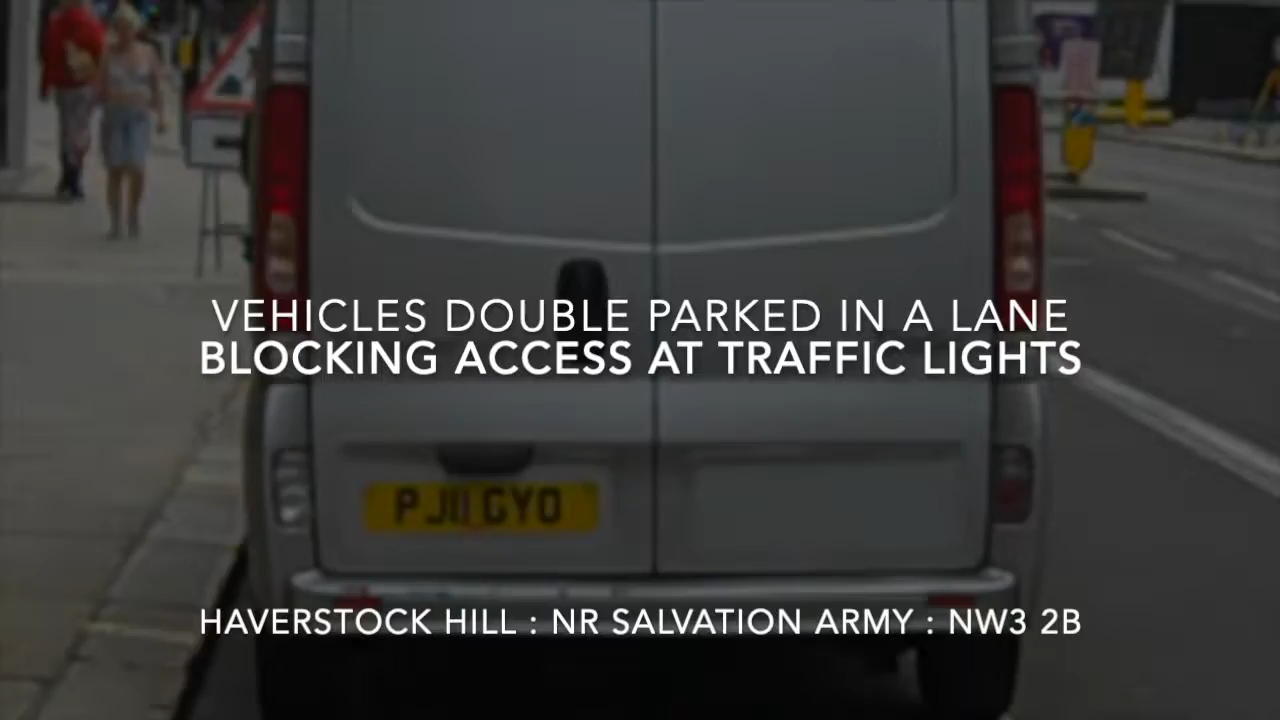 VEHICLES DOUBLE PARKED IN A LANE
BLOCKING ACCESS AT TRAFFIC LIGHTS
PJ11 GYO
HAVERSTOCK HILL : NR SALVATION ARMY : NW3 2B